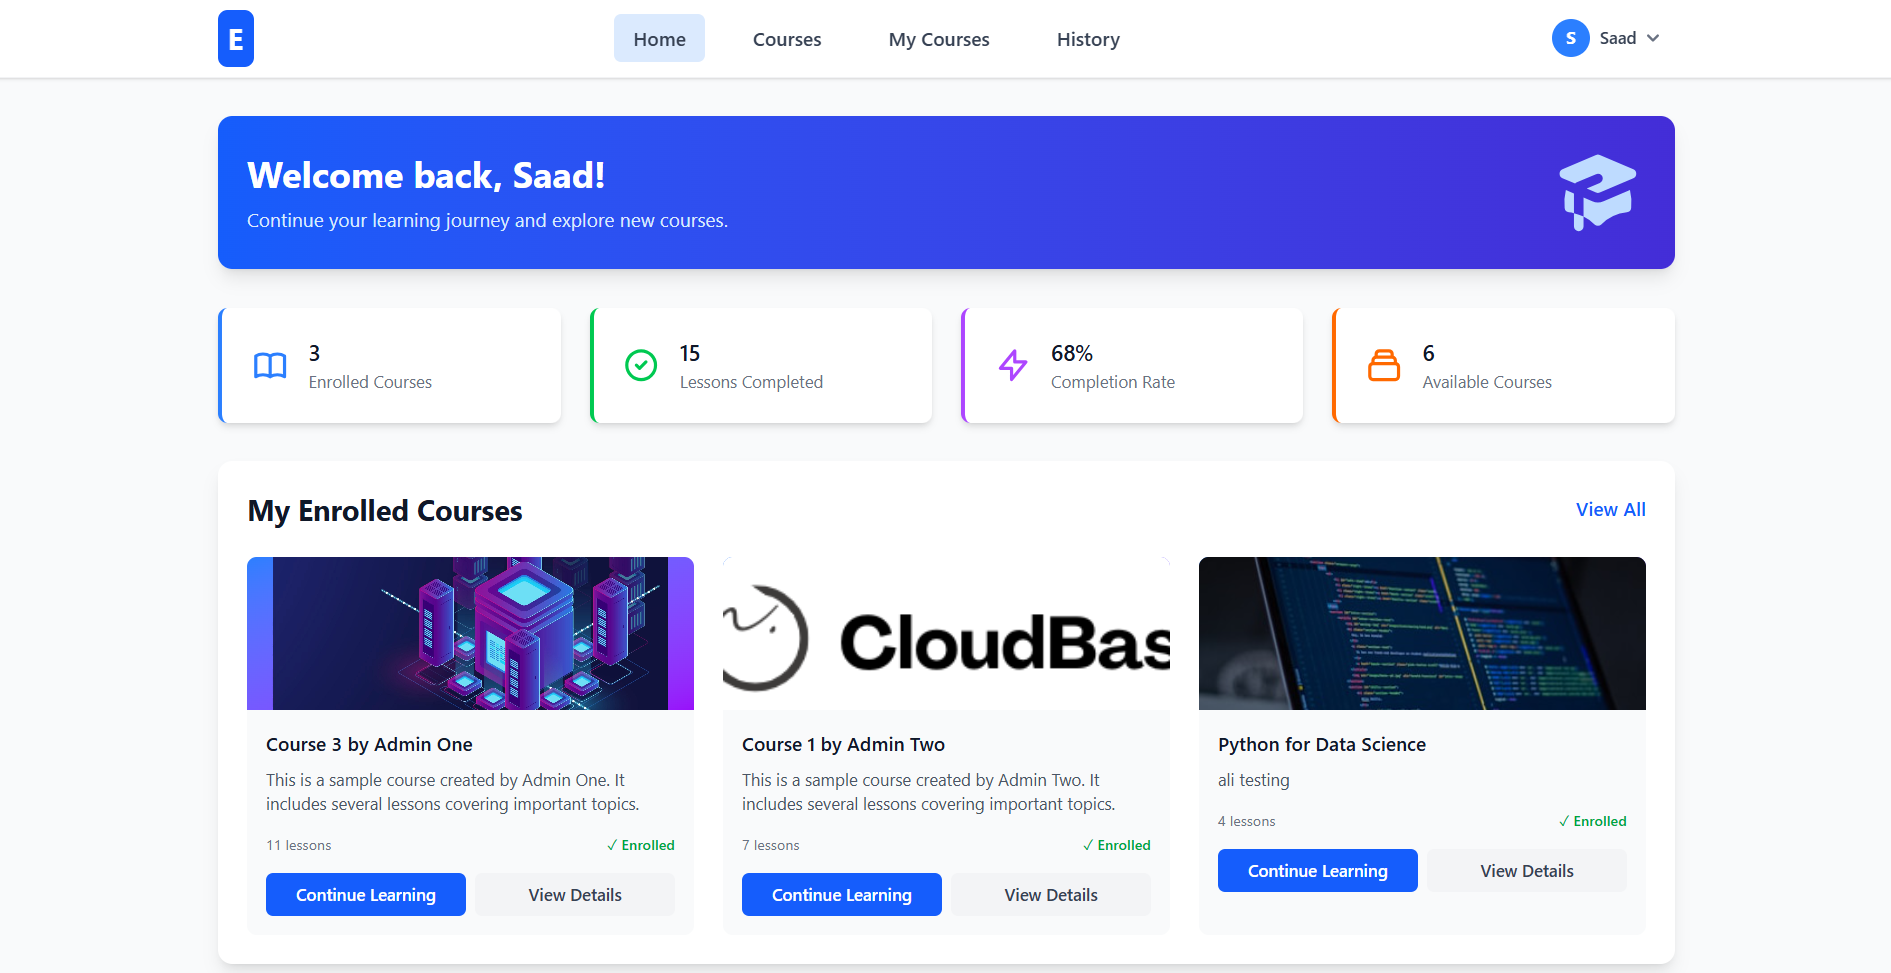 E
Home
Courses
My Courses
History
S
Saad
Welcome back, Saad!
Continue your learning journey and explore new courses.
3
Enrolled Courses
15
Lessons Completed
68%
Completion Rate
6
Available Courses
My Enrolled Courses
View All
CloudBas
Course 3 by Admin One
This is a sample course created by Admin One. It
includes several lessons covering important topics.
11 lessons
✓ Enrolled
Continue Learning
View Details
Course 1 by Admin Two
This is a sample course created by Admin Two. It
includes several lessons covering important topics.
7 lessons
✓ Enrolled
Continue Learning
View Details
Python for Data Science
ali testing
4 lessons
✓ Enrolled
Continue Learning
View Details